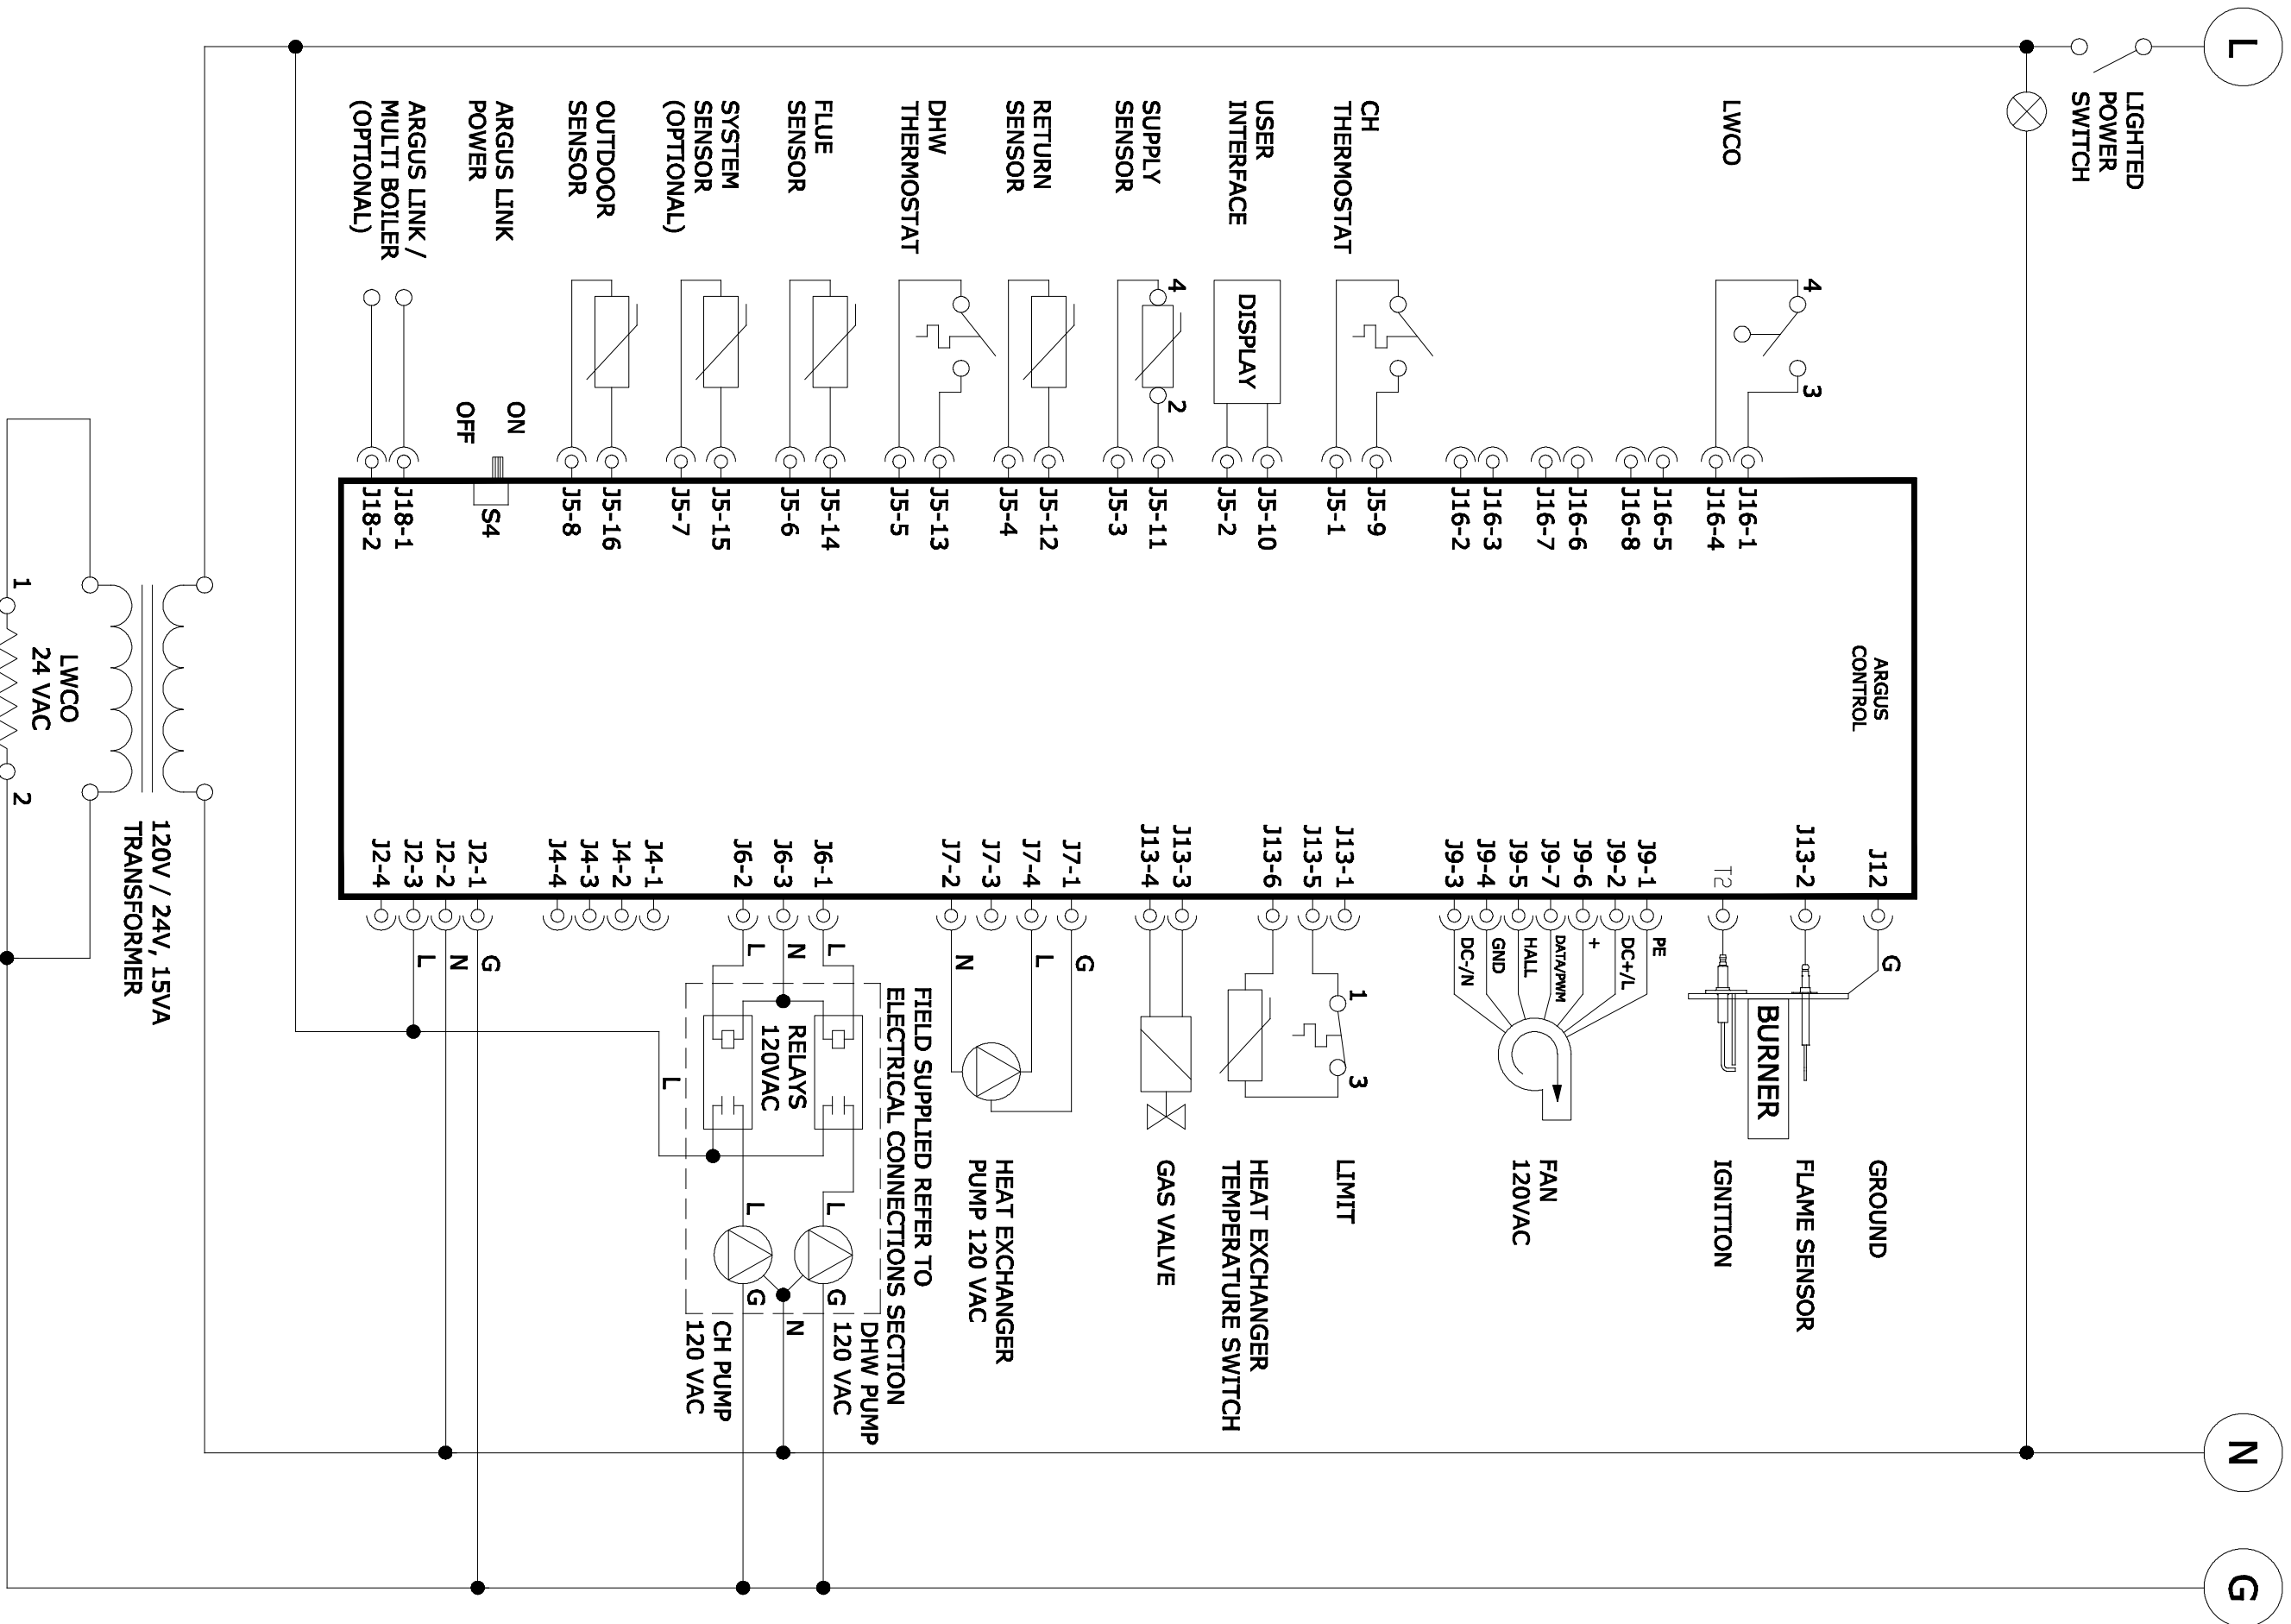 L
N
G
LIGHTED
POWER
SWITCH
LWCO
4
3
CH
THERMOSTAT
USER
INTERFACE
DISPLAY
SUPPLY
SENSOR
4
2
RETURN
SENSOR
DHW
THERMOSTAT
FLUE
SENSOR
SYSTEM
SENSOR
(OPTIONAL)
OUTDOOR
SENSOR
ARGUS LINK
POWER
ON
OFF
ARGUS LINK /
MULTI BOILER
(OPTIONAL)
J16-1
J16-4
J16-5
J16-8
J16-6
J16-7
J16-3
J16-2
J5-9
J5-1
J5-10
J5-2
J5-11
J5-3
J5-12
J5-4
J5-13
J5-5
J5-14
J5-6
J5-15
J5-7
J5-16
J5-8
S4
J18-1
J18-2
ARGUS
CONTROL
J12
J13-2
T2
J9-1
J9-2
J9-6
J9-7
J9-5
J9-4
J9-3
J13-1
J13-5
J13-6
J13-3
J13-4
J7-1
J7-4
J7-3
J7-2
J6-1
J6-3
J6-2
J4-1
J4-2
J4-3
J4-4
J2-1
J2-2
J2-3
J2-4
G
BURNER
GROUND
FLAME SENSOR
IGNITION
PE
DC+/L
+
DATA/PWM
HALL
GND
DC-/N
FAN
120VAC
1
3
LIMIT
HEAT EXCHANGER
TEMPERATURE SWITCH
GAS VALVE
G
L
N
HEAT EXCHANGER
PUMP 120 VAC
FIELD SUPPLIED REFER TO
ELECTRICAL CONNECTIONS SECTION
L
N
L
RELAYS
120VAC
L
L
L
G
G
N
DHW PUMP
120 VAC
CH PUMP
120 VAC
G
N
L
120V / 24V, 15VA
TRANSFORMER
LWCO
24 VAC
1
2